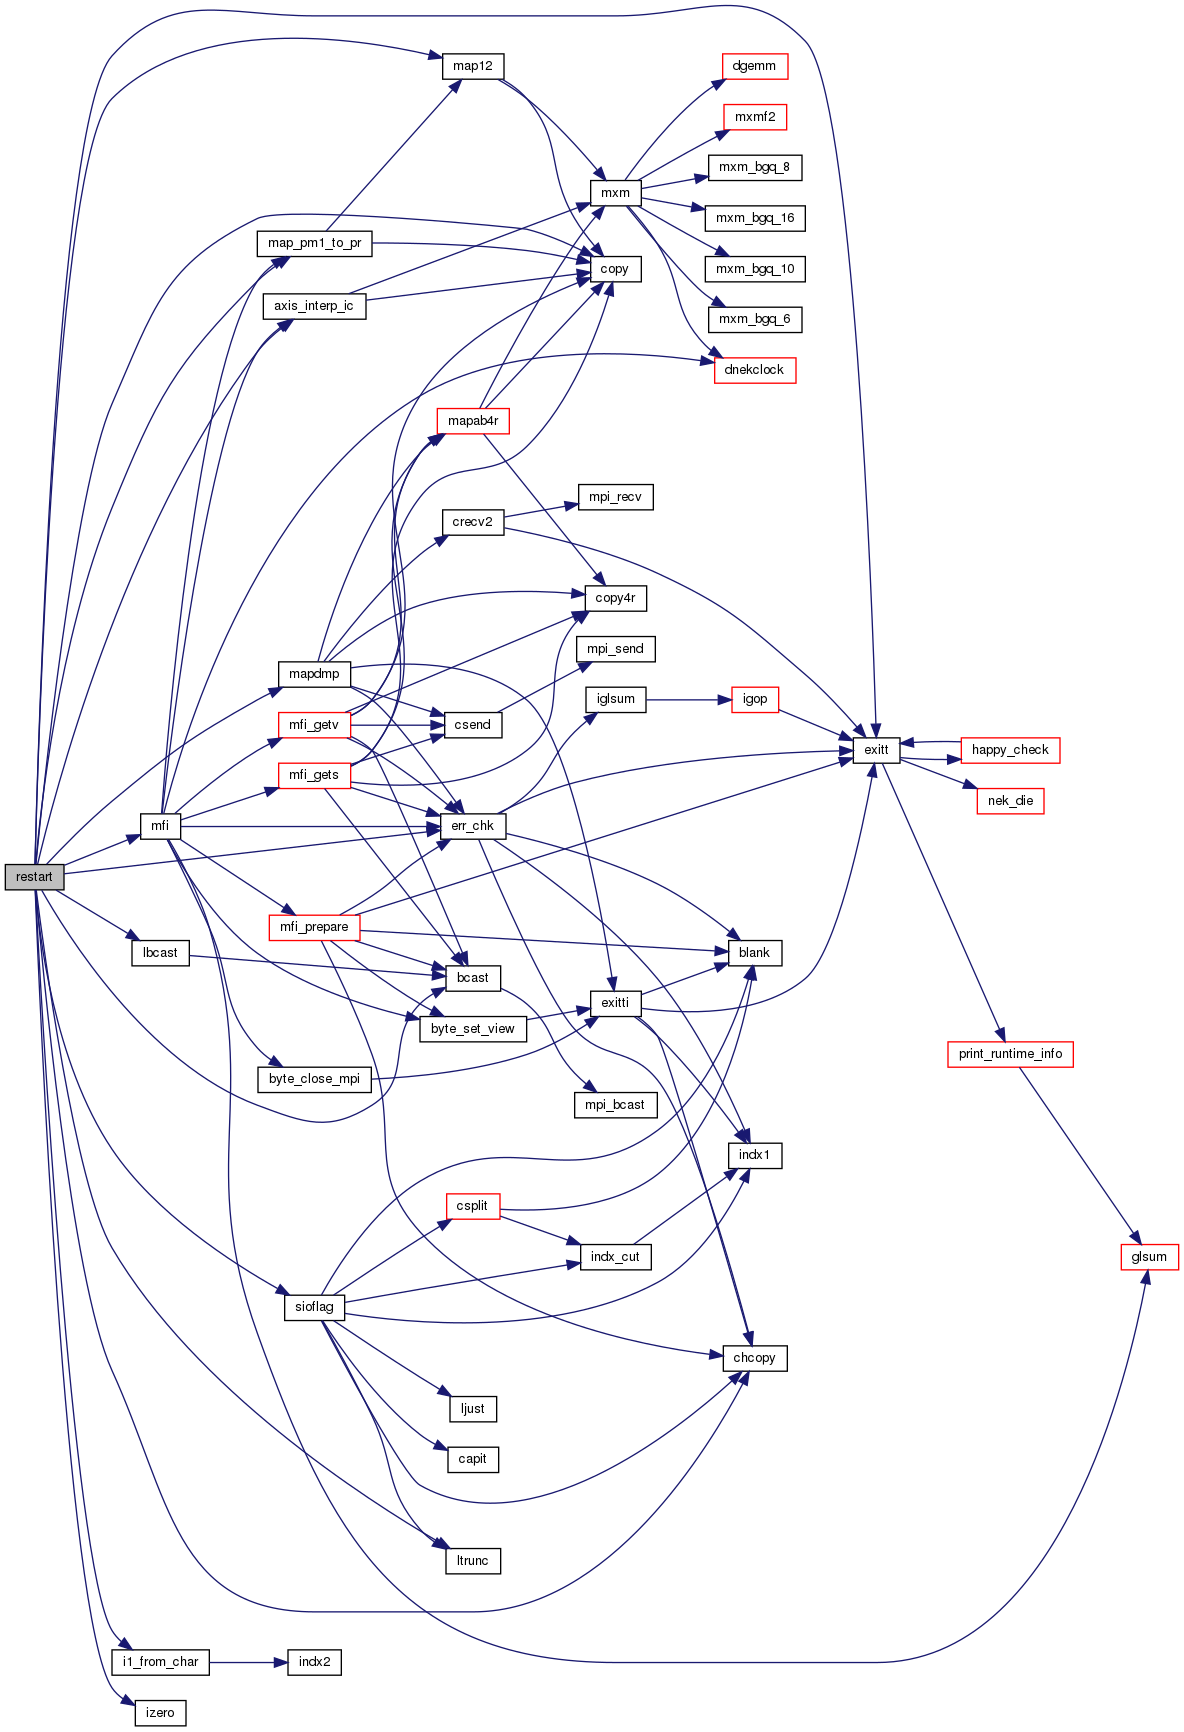 map12
dgemm
mxmf2
mxm_bgq_8
mxm
mxm_bgq_16
map_pm1_to_pr
copy
mxm_bgq_10
axis_interp_ic
mxm_bgq_6
dnekclock
mapab4r
mpi_recv
crecv2
copy4r
mpi_send
mapdmp
iglsum
igop
mfi_getv
csend
exitt
happy_check
mfi_gets
nek_die
mfi
err_chk
restart
mfi_prepare
lbcast
blank
bcast
exitti
byte_set_view
print_runtime_info
byte_close_mpi
mpi_bcast
indx1
csplit
indx_cut
glsum
sioflag
chcopy
ljust
capit
ltrunc
i1_from_char
indx2
izero